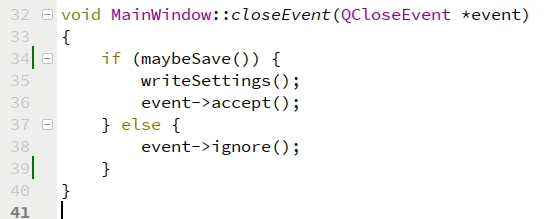 32 void MainWindow::closeEvent(QCloseEvent *event)
33 {
34     if (maybeSave()) {
35         writeSettings();
36         event->accept();
37     } else {
38         event->ignore();
39     }
40 }
41